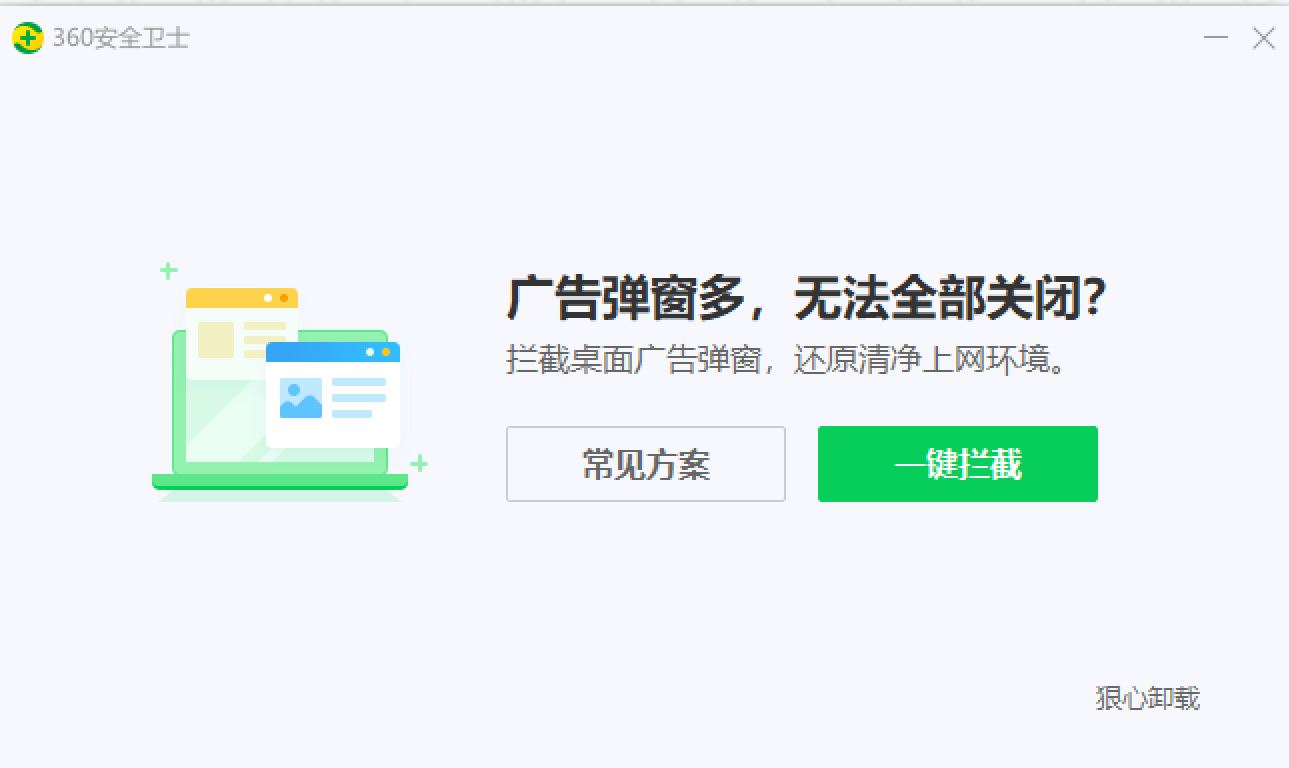 360安全卫士
广告弹窗多，无法全部关闭？
拦截桌面广告弹窗，还原清净上网环境。
常见方案
一键拦截
狠心卸载